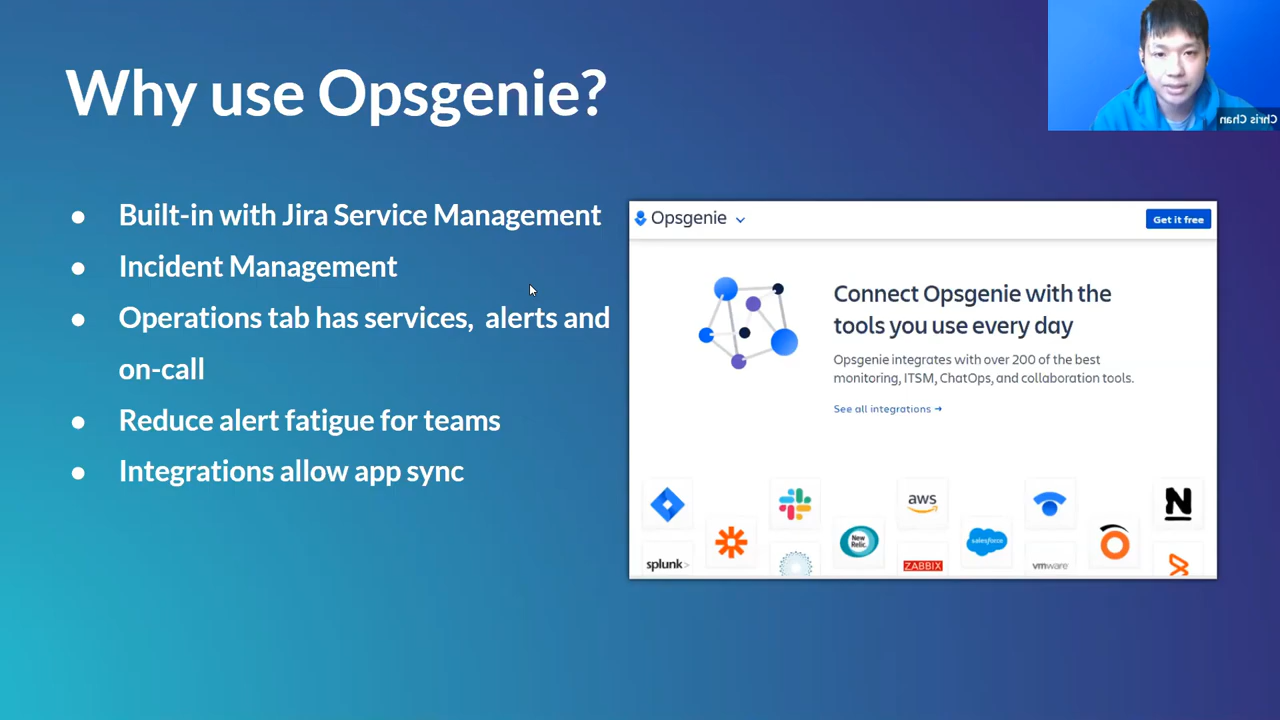 Why use Opsgenie?
Chris Chan
● Built-in with Jira Service Management
● Incident Management
● Operations tab has services,  alerts and
on-call
● Reduce alert fatigue for teams
● Integrations allow app sync
Opsgenie
Get it free
Connect Opsgenie with the
tools you use every day
Opsgenie integrates with over 200 of the best
monitoring, ITSM, ChatOps, and collaboration tools.
See all integrations →
aws
N
New
Relic.
salesforce
splunk>
ZABBIX
vmware